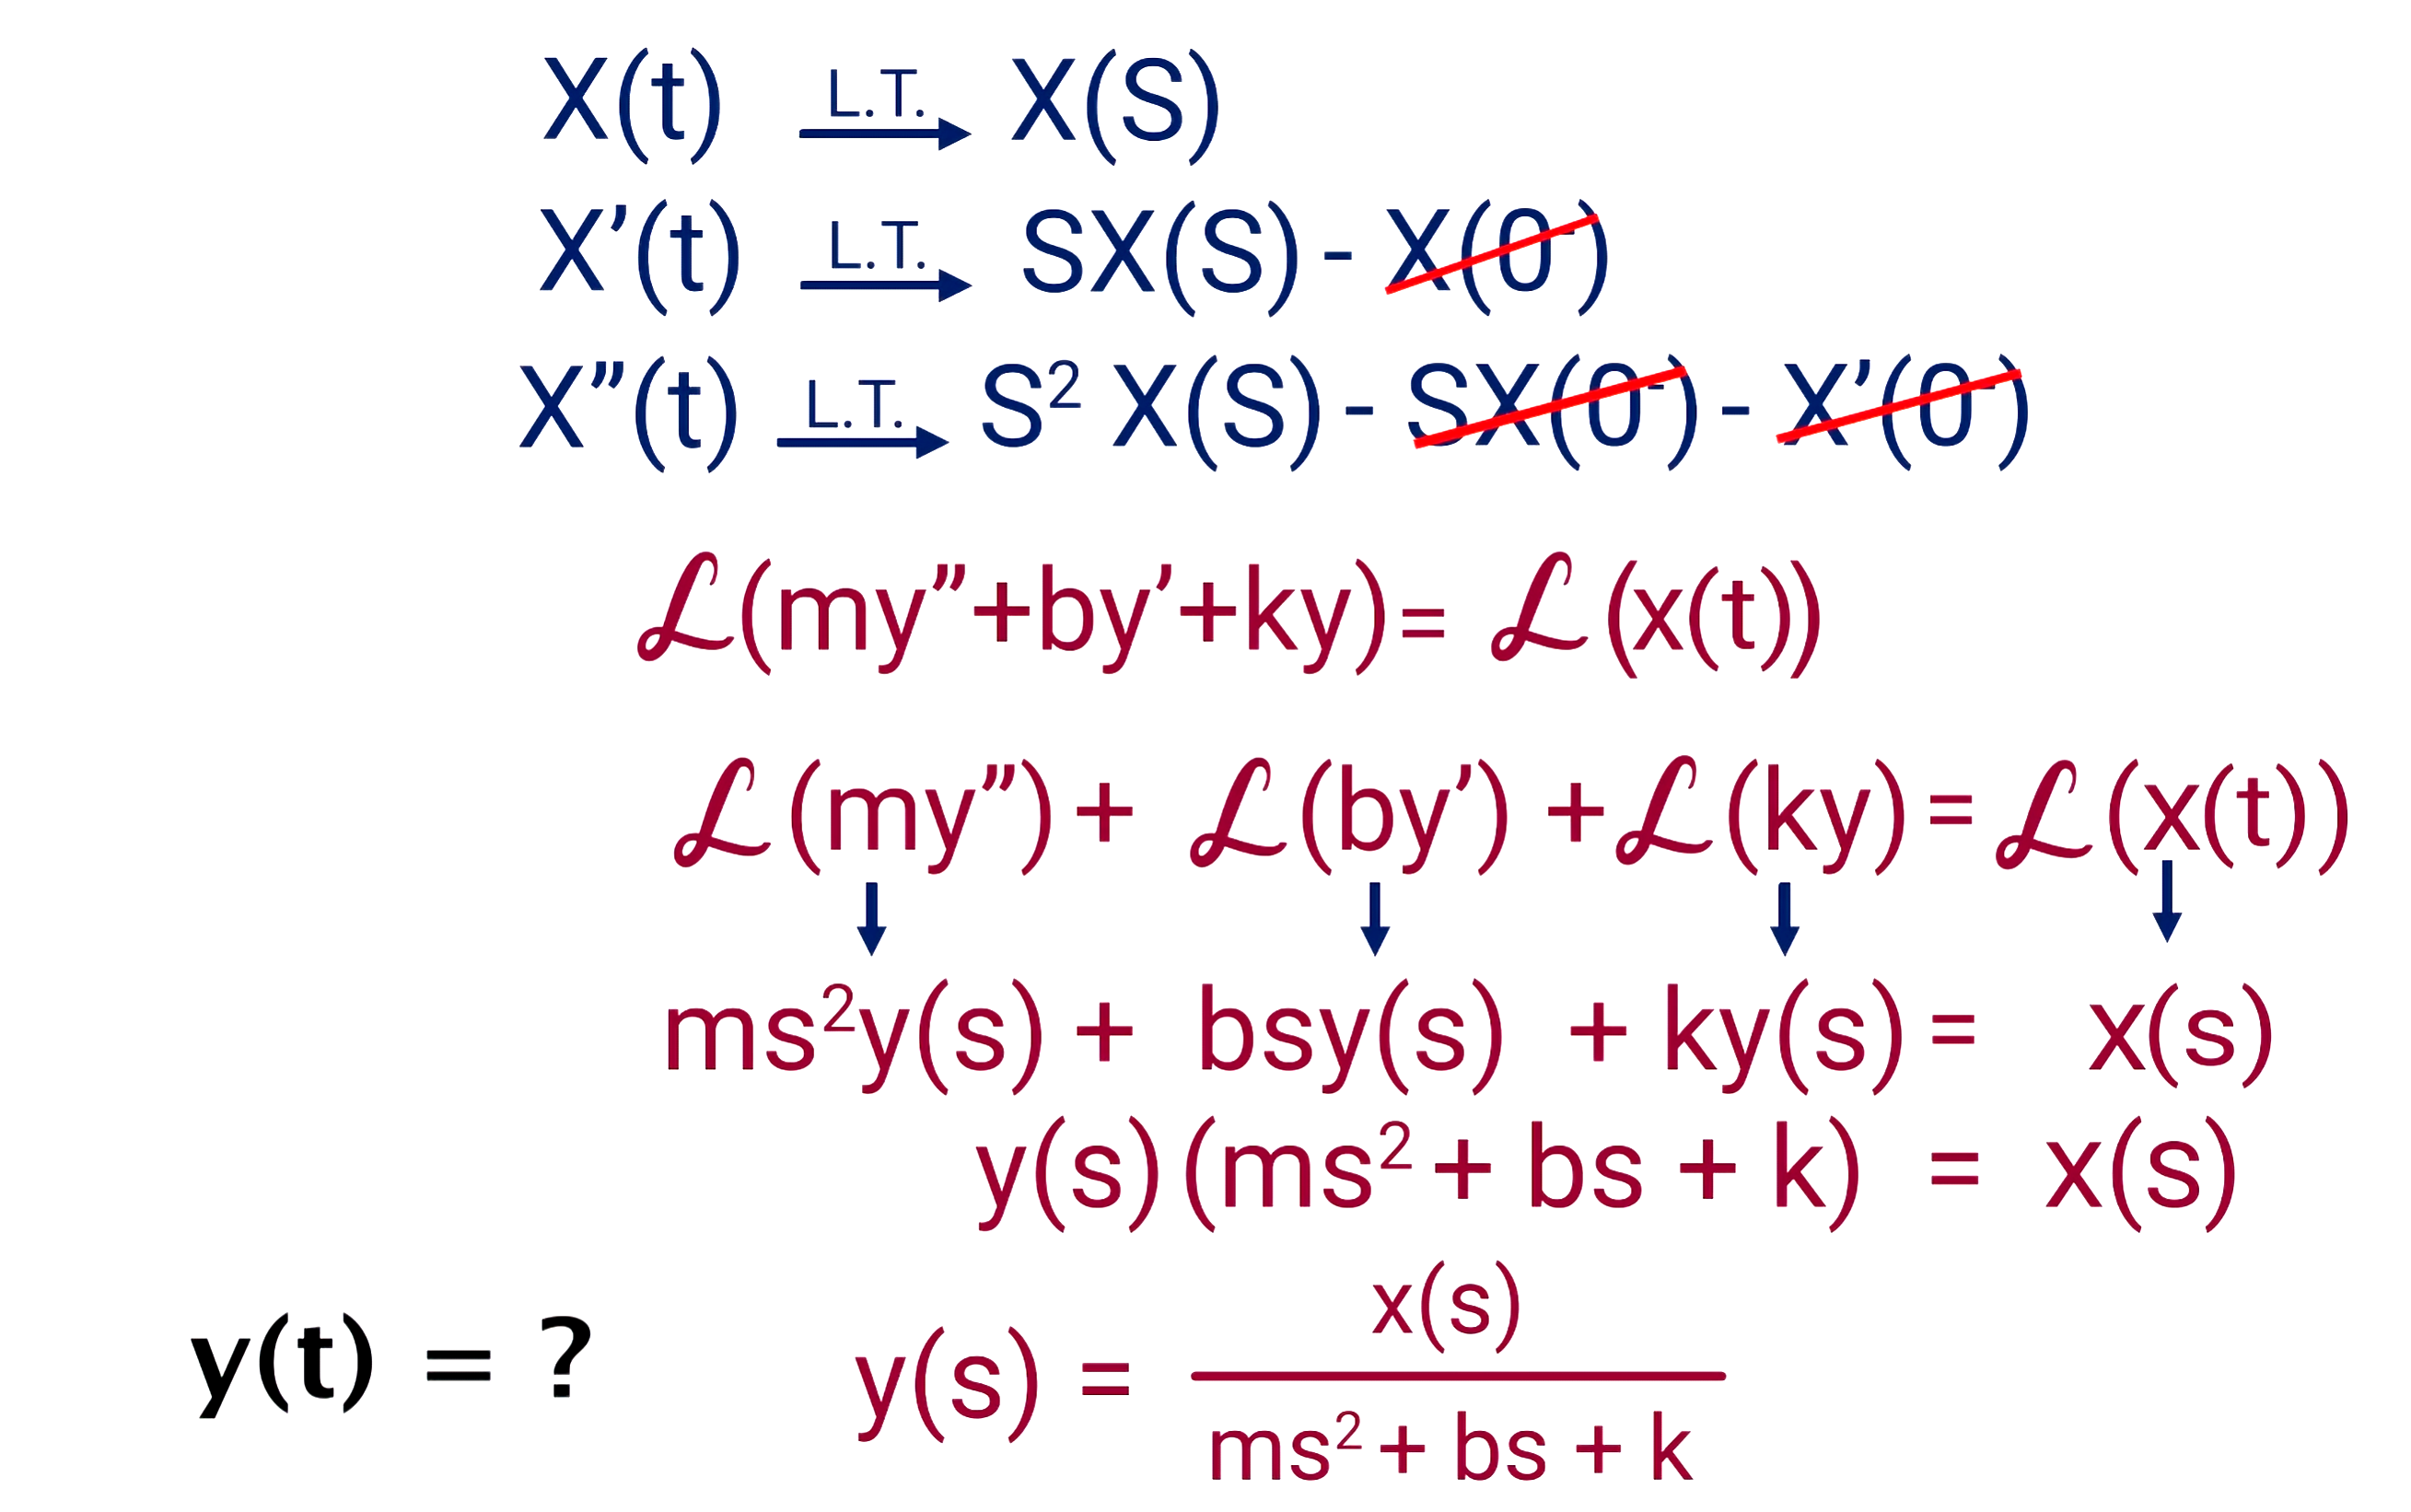 X(t) L.T. X(S)
X’(t) L.T. SX(S) - X(0⁻)
X”(t) L.T. S² X(S) - SX(0⁻) - X’(0⁻)
ℒ(my”+by’+ky)= ℒ(x(t))
ℒ(my”)+ ℒ(by’) +ℒ(ky)=ℒ(x(t))
ms²y(s)+ bsy(s) + ky(s) = x(s)
y(s)(ms² + bs + k) = x(s)
x(s)
y(t) = ? y(s) =
ms² + bs + k